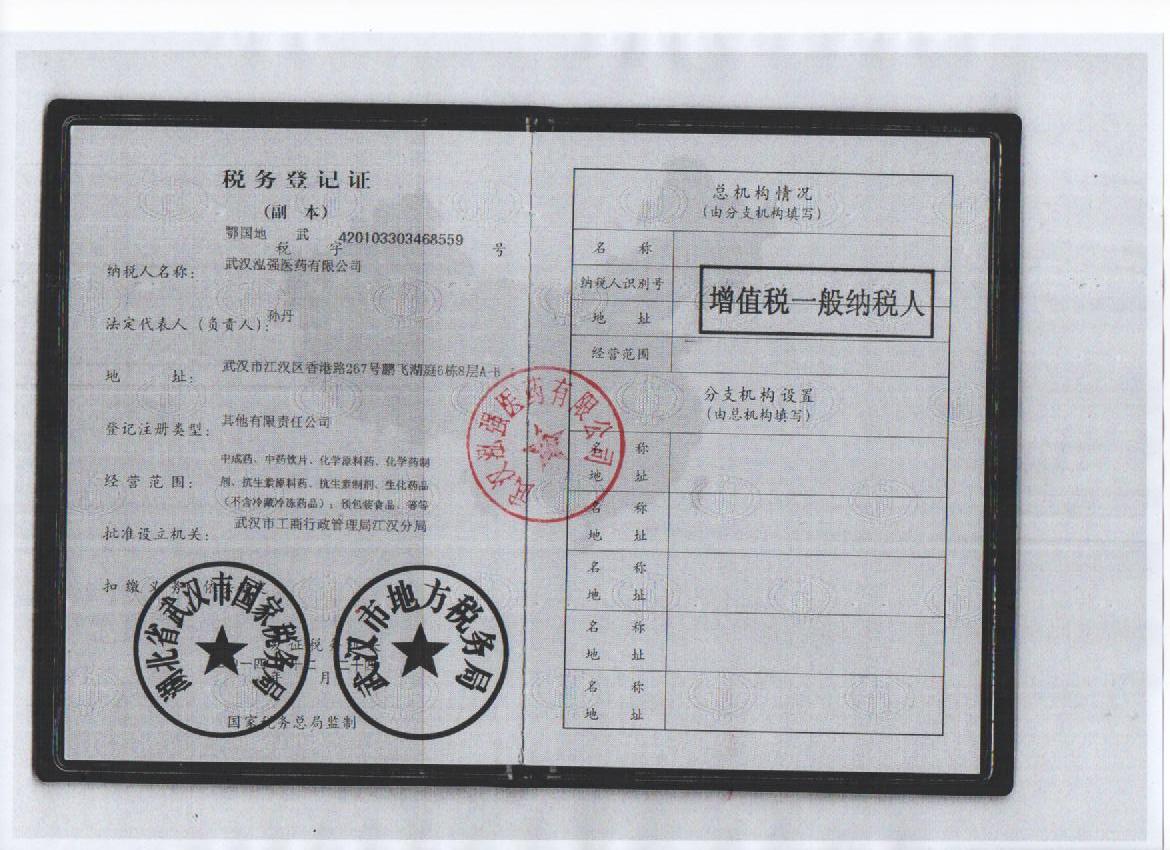 税务登记证
(副 本)
鄂国地 武
税 字 420103303468559 号
纳税人名称: 武汉泓强医药有限公司
法定代表人(负责人): 孙丹
地 址: 武汉市江汉区香港路267号鹏飞湖庭6栋8层A-B
登记注册类型: 其他有限责任公司
中成药、中药饮片、化学原料药、化学药制
经营范围: 剂、抗生素原料药、抗生素制剂、生化药品
(不含冷藏冷冻药品);预包装食品、等等
批准设立机关: 武汉市工商行政管理局江汉分局
扣缴
湖北省武汉市国家税务局
武汉市地方税务局
月
国家税务总局监制
武汉泓强医药有限公司
总机构情况
(由分支机构填写)
名 称
纳税人识别号
地 址
经营范围
增值税一般纳税人
分支机构设置
(由总机构填写)
名 称
地 址
名 称
地 址
名 称
地 址
名 称
地 址
名 称
地 址